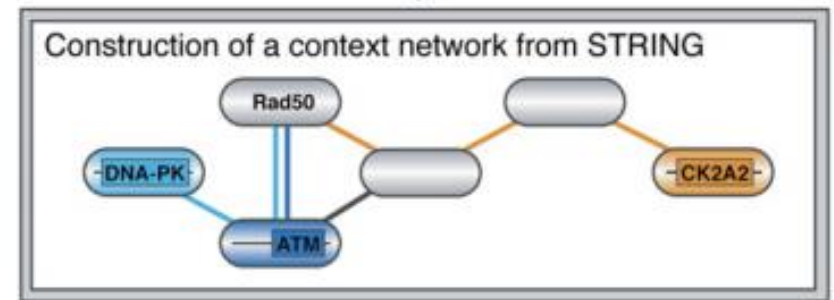 Construction of a context network from STRING
Rad50
DNA-PK
CK2A2
ATM